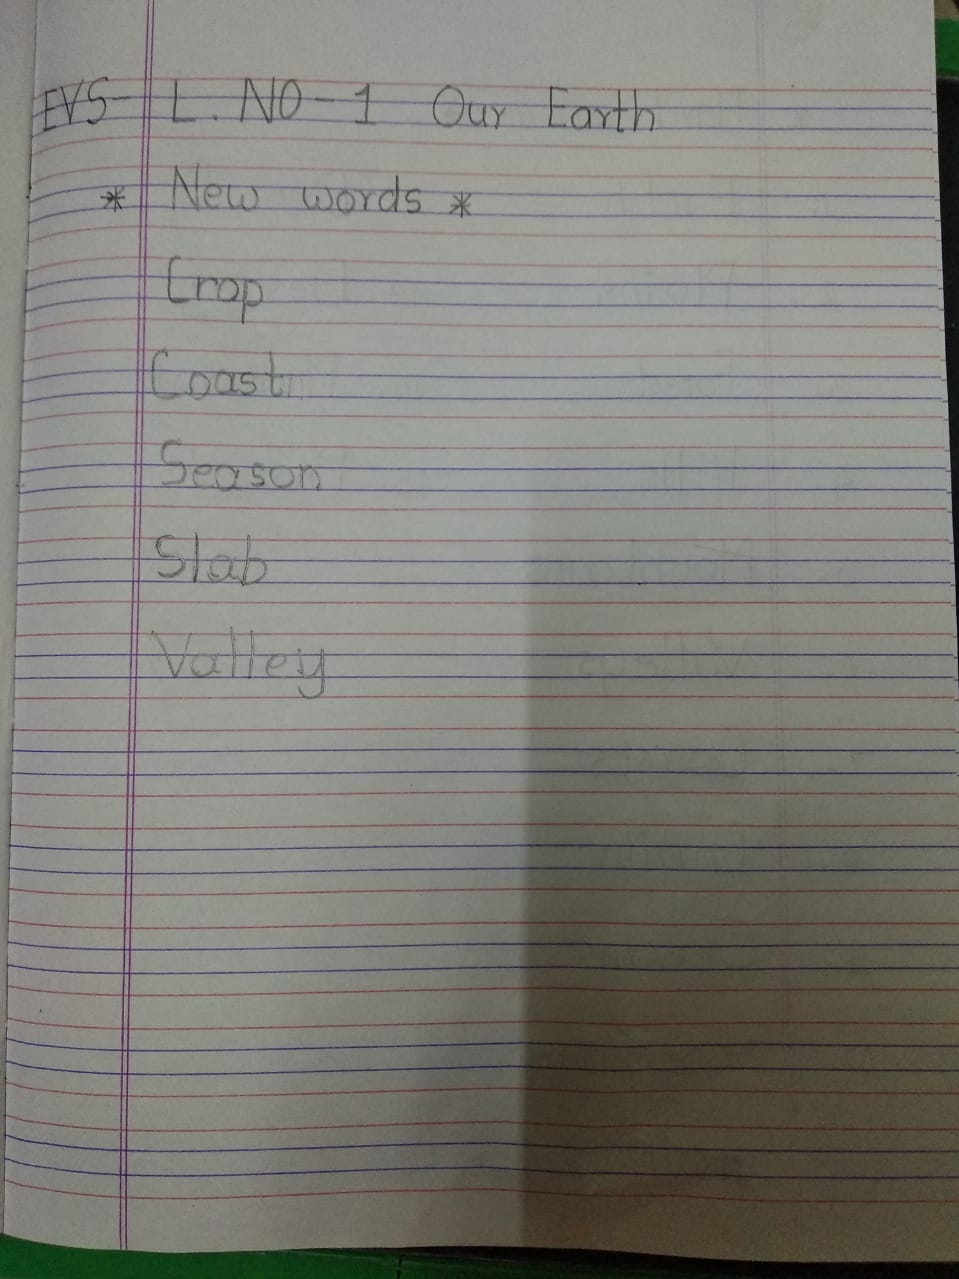 EVS- L. NO - 1 Our Earth
* New words *
Crop
Coast
Season
Slab
Valley